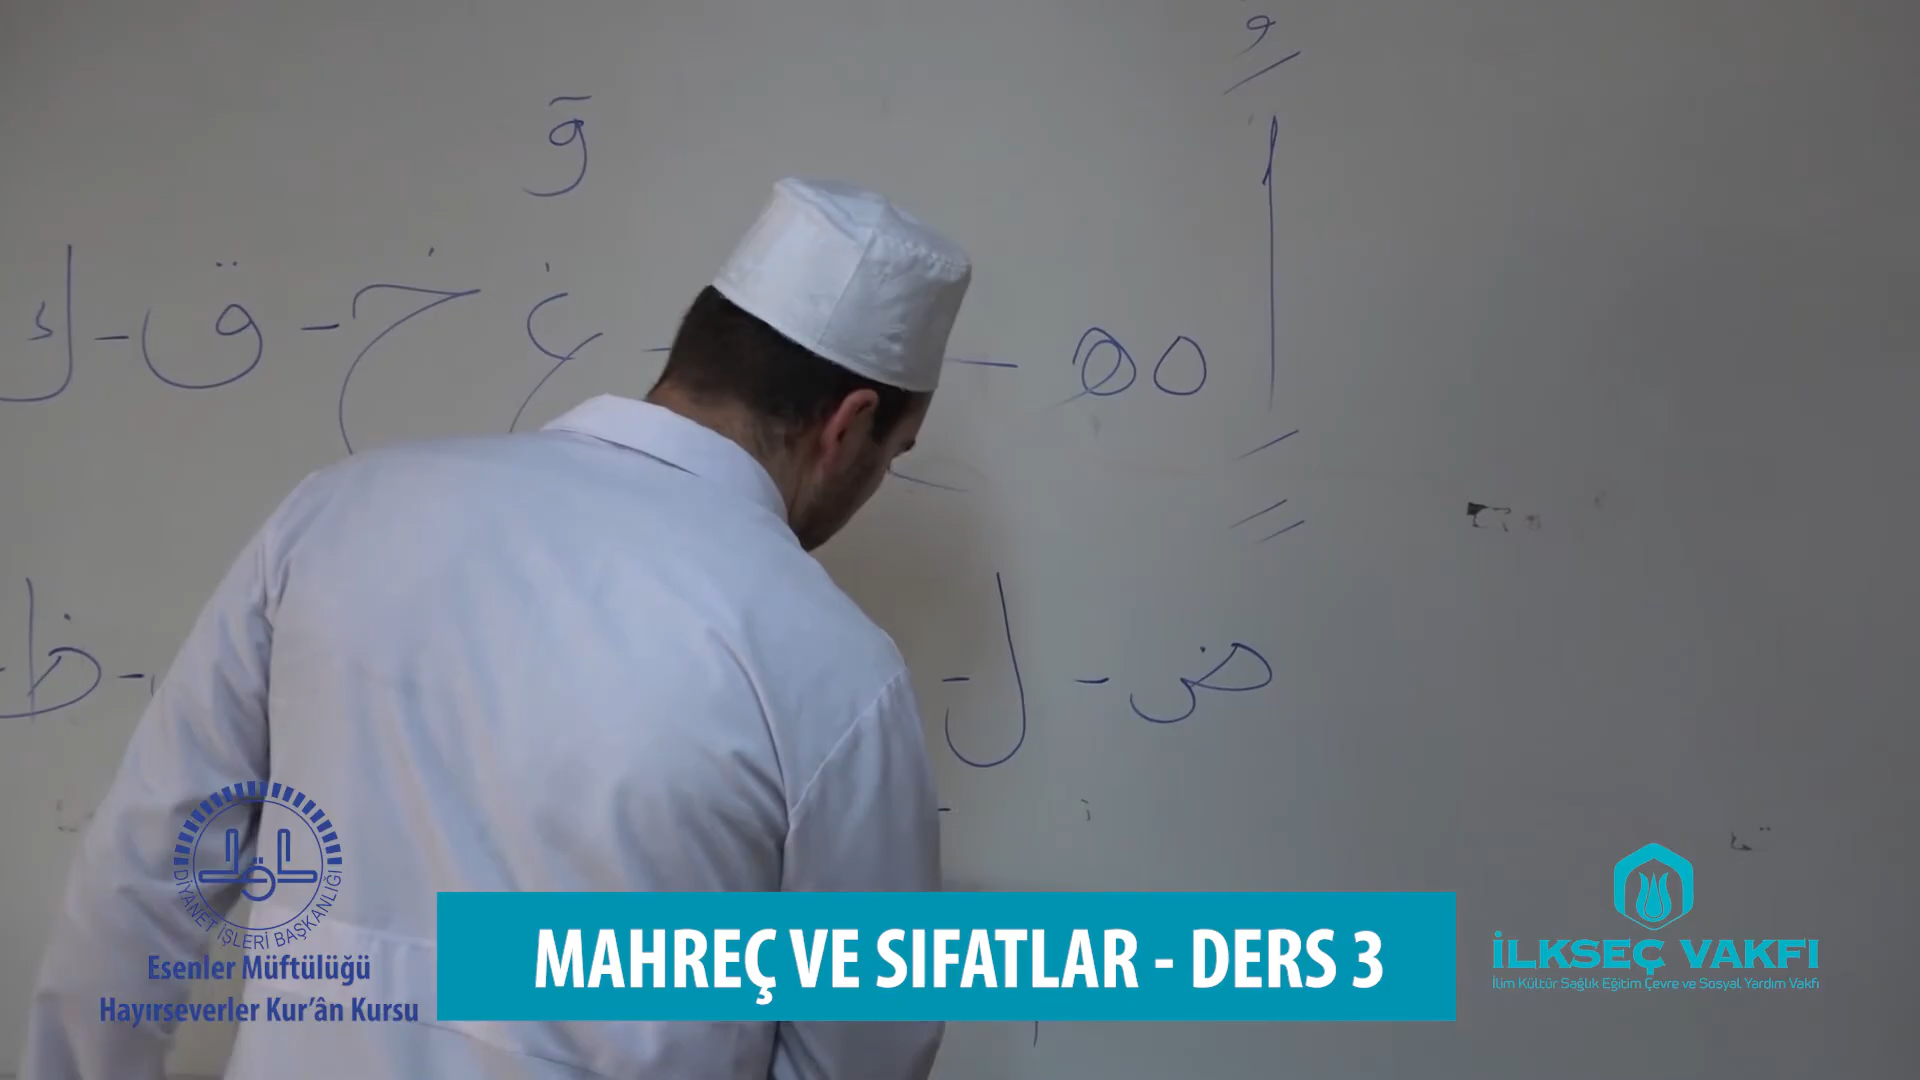 و
وٓ
ه ه - - غ خ - ق - ك
ض - ل - - ظ -
DİYANET İŞLERİ BAŞKANLIĞI
Esenler Müftülüğü
Hayırseverler Kur’ân Kursu
MAHREÇ VE SIFATLAR - DERS 3
İLKSEÇ VAKFI
İlim Kültür Sağlık Eğitim Çevre ve Sosyal Yardım Vakfı